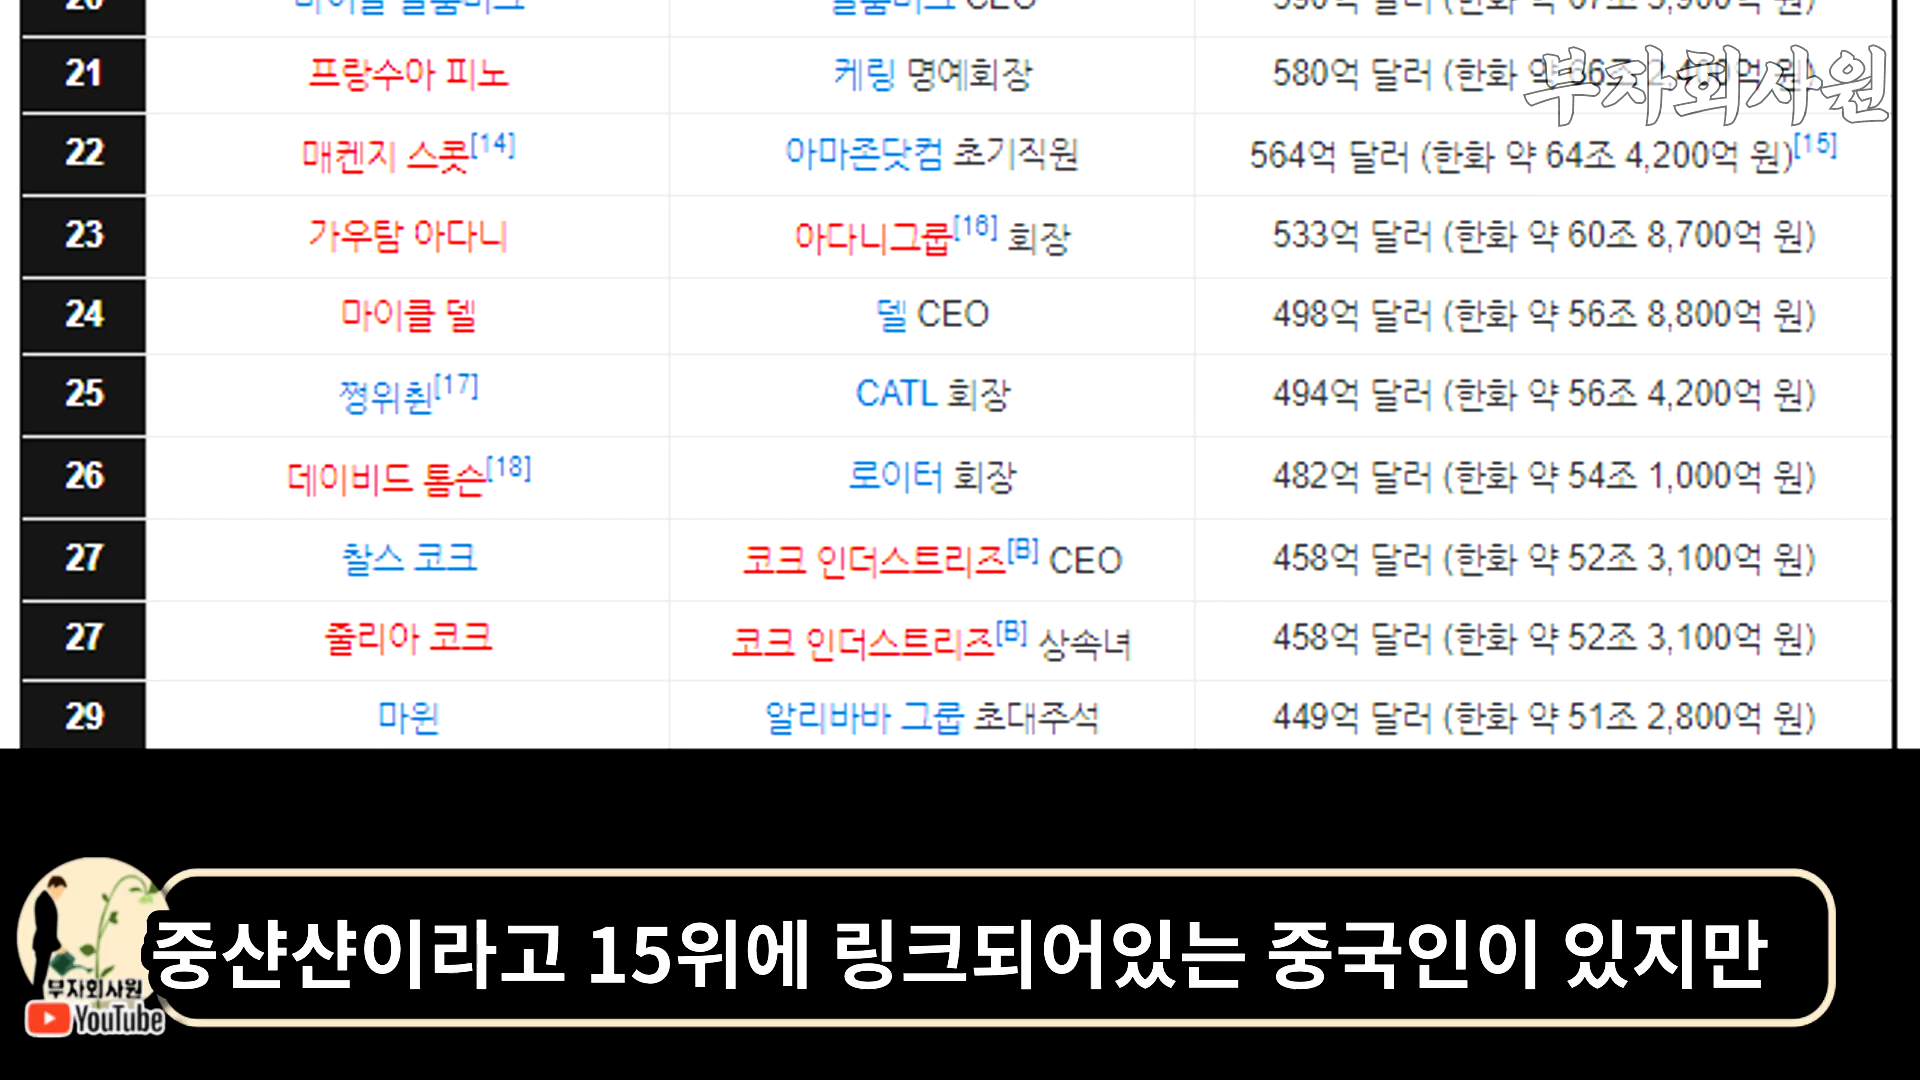 21 프랑수아 피노 케링 명예회장 580억 달러 (한화 약
부자회사원
22 매켄지 스콧[14] 아마존닷컴 초기직원 564억 달러 (한화 약 64조 4,200억 원)[15]
23 가우탐 아다니 아다니그룹[16] 회장 533억 달러 (한화 약 60조 8,700억 원)
24 마이클 델 델 CEO 498억 달러 (한화 약 56조 8,800억 원)
25 쩡위췬[17] CATL 회장 494억 달러 (한화 약 56조 4,200억 원)
26 데이비드 톰슨[18] 로이터 회장 482억 달러 (한화 약 54조 1,000억 원)
27 찰스 코크 코크 인더스트리즈[B] CEO 458억 달러 (한화 약 52조 3,100억 원)
27 줄리아 코크 코크 인더스트리즈[B] 상속녀 458억 달러 (한화 약 52조 3,100억 원)
29 마윈 알리바바 그룹 초대주석 449억 달러 (한화 약 51조 2,800억 원)
중샨샨이라고 15위에 링크되어있는 중국인이 있지만
부자회사원
YouTube